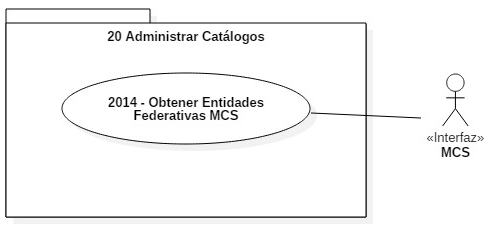 20 Administrar Catálogos
2014 - Obtener Entidades
Federativas MCS
«Interfaz»
MCS